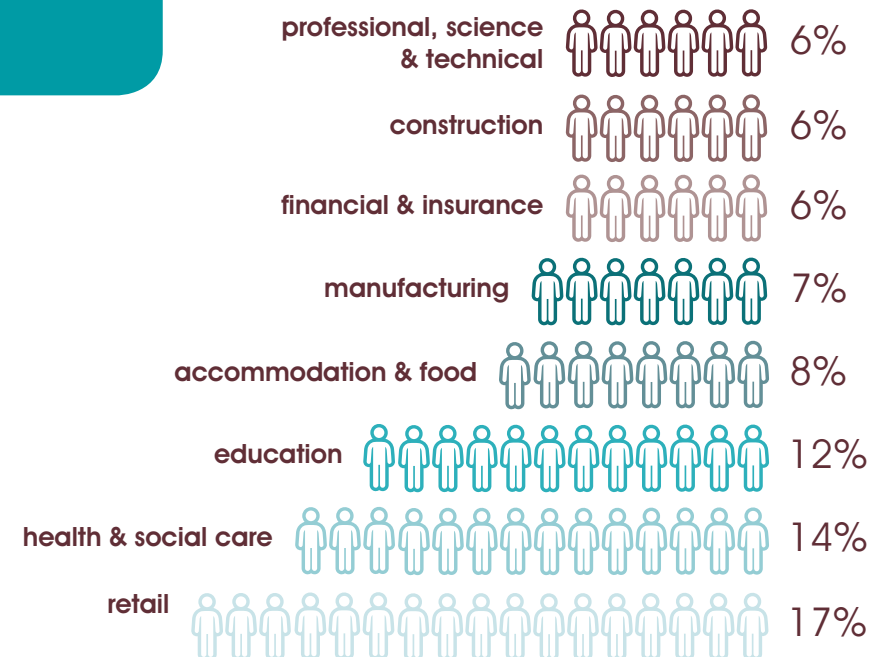 professional, science
& technical
6%
construction 6%
financial & insurance 6%
manufacturing 7%
accommodation & food 8%
education 12%
health & social care 14%
retail 17%